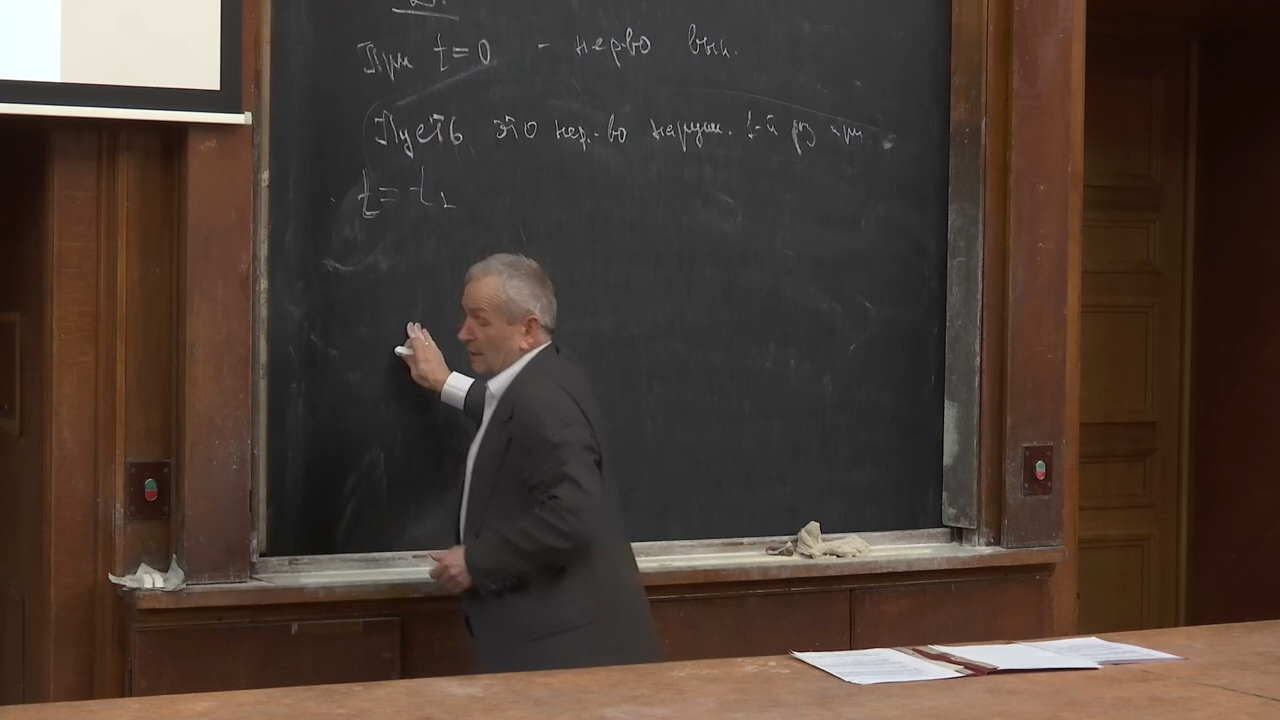 При t=0 - нер-во вып.
Пусть это нер-во наруш. 1-й раз при
t = t₁